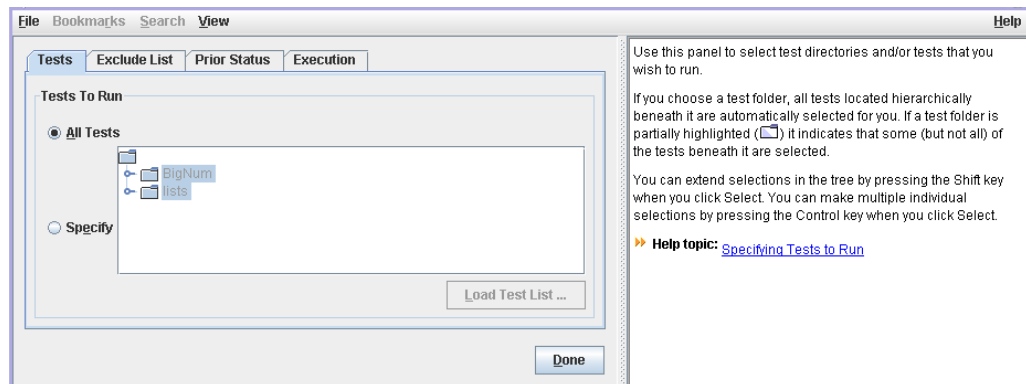 File Bookmarks Search View Help
Tests Exclude List Prior Status Execution
Tests To Run
All Tests
BigNum
lists
Specify
Load Test List ...
Done
Use this panel to select test directories and/or tests that you
wish to run.
If you choose a test folder, all tests located hierarchically
beneath it are automatically selected for you. If a test folder is
partially highlighted ( ) it indicates that some (but not all) of
the tests beneath it are selected.
You can extend selections in the tree by pressing the Shift key
when you click Select. You can make multiple individual
selections by pressing the Control key when you click Select.
Help topic: Specifying Tests to Run